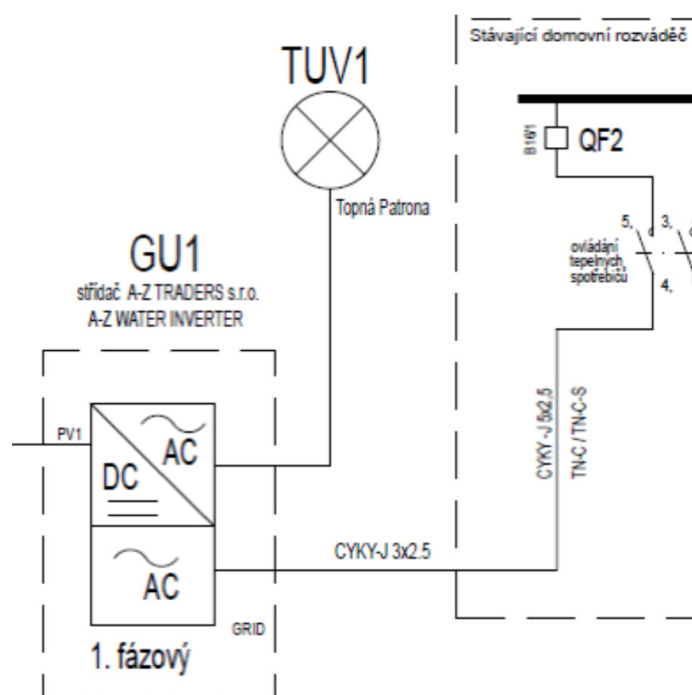 Stávající domovní rozváděč
TUV1
B16/1
QF2
Topná Patrona
5,
3,
ovládání
tepelných
spotřebičů
4,
GU1
střídač A-Z TRADERS s.r.o.
A-Z WATER INVERTER
PV1
AC
DC
CYKY-J 5x2,5
TN-C / TN-C-S
CYKY-J 3x2.5
AC
GRID
1. fázový